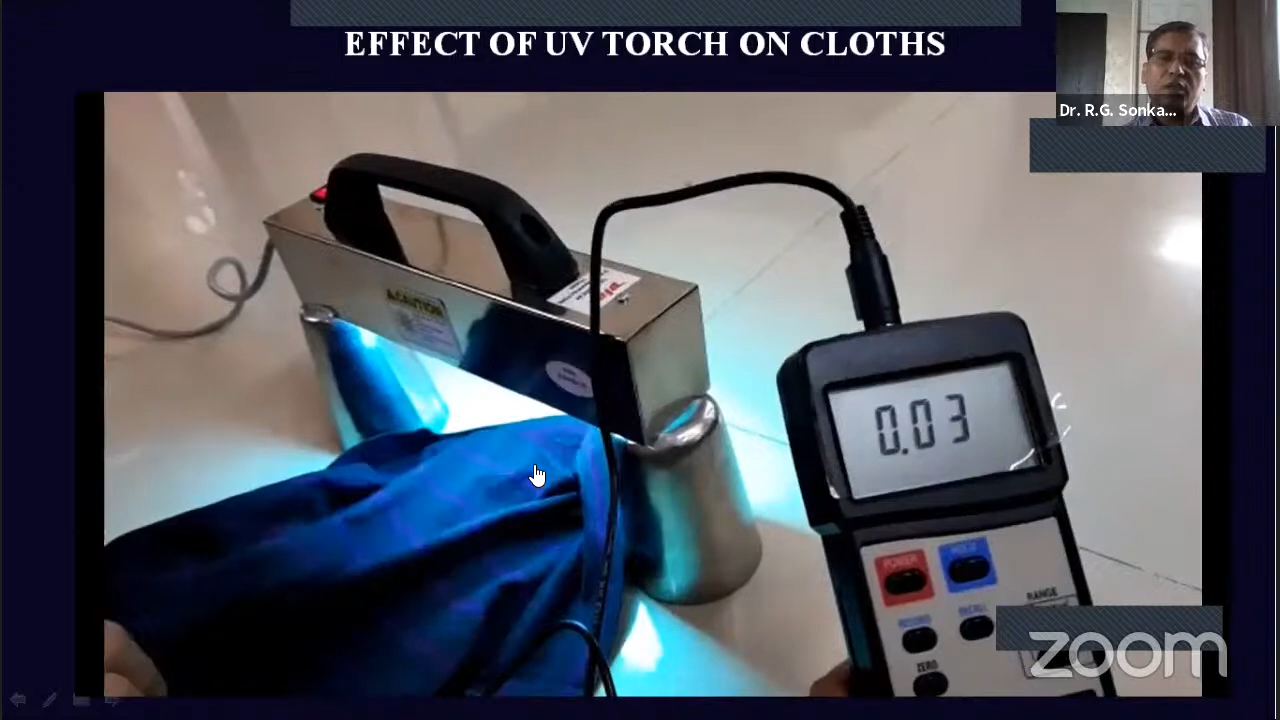 EFFECT OF UV TORCH ON CLOTHS
Dr. R.G. Sonka...
CAUTION
0.03
POWER
HOLD
RANGE
RECORD
RECALL
ZERO
zoom